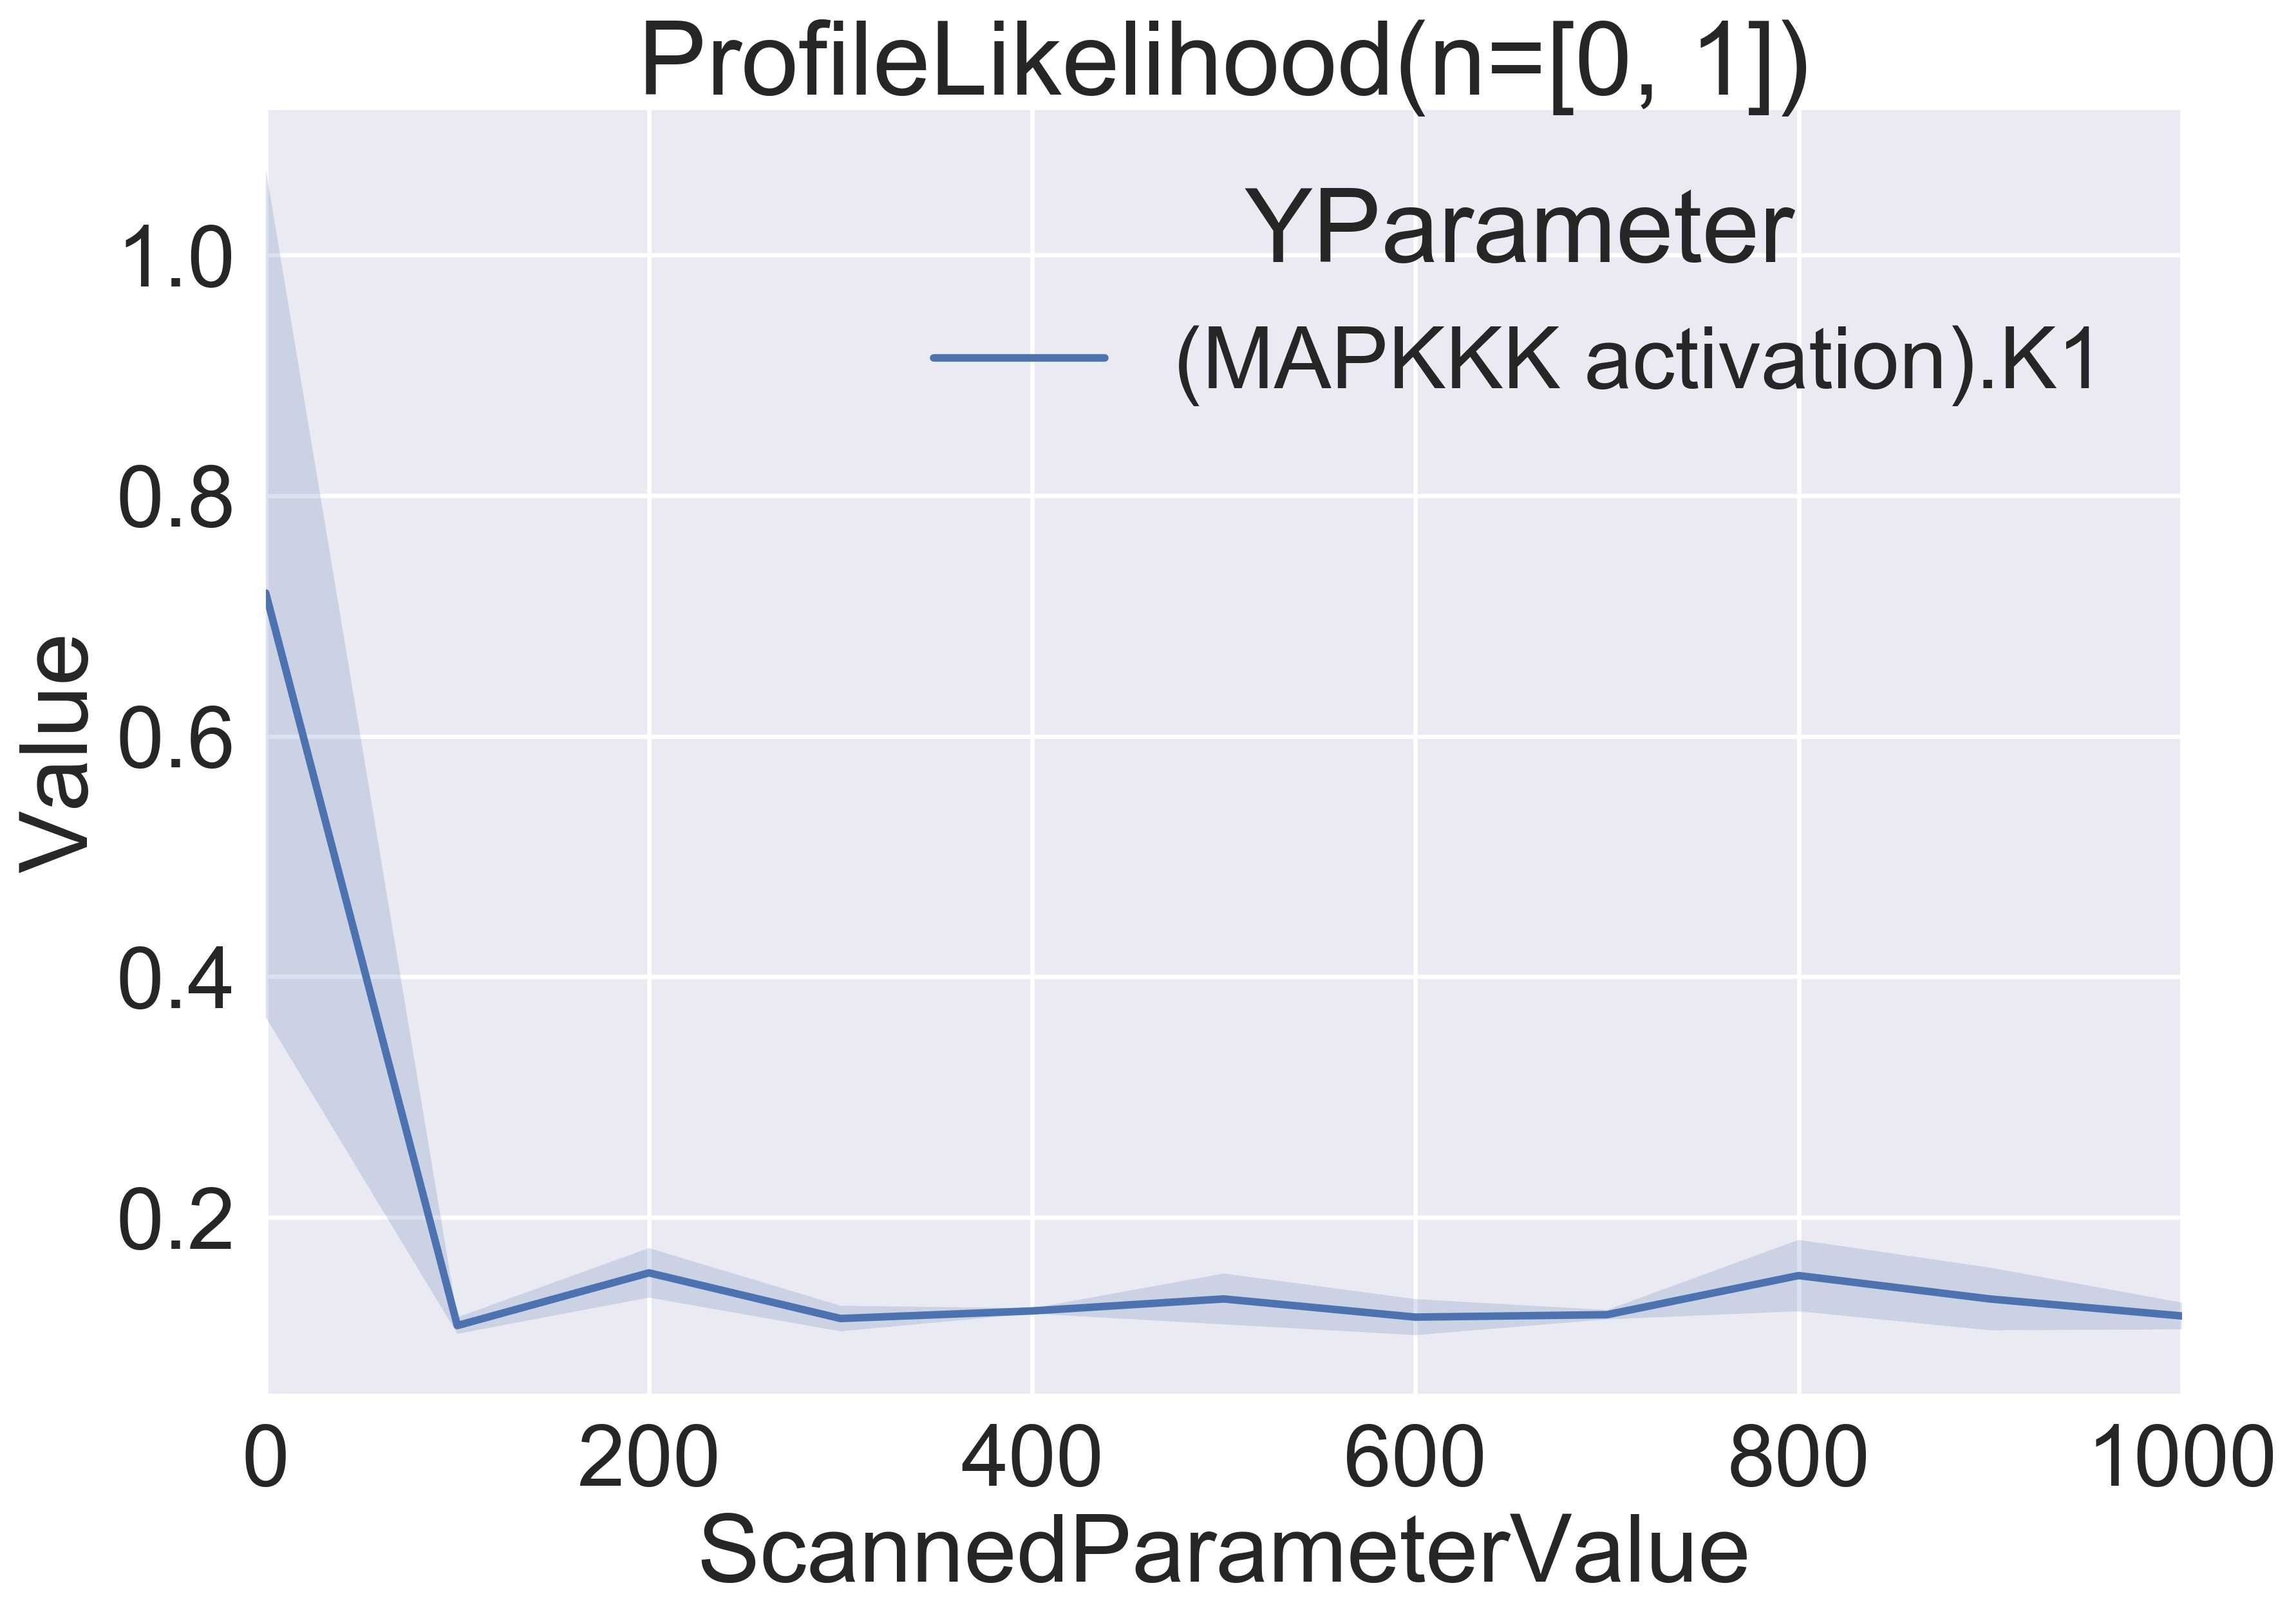 ProfileLikelihood(n=[0, 1])
YParameter
(MAPKKK activation).K1
Value
1.0
0.8
0.6
0.4
0.2
0 200 400 600 800 1000
ScannedParameterValue